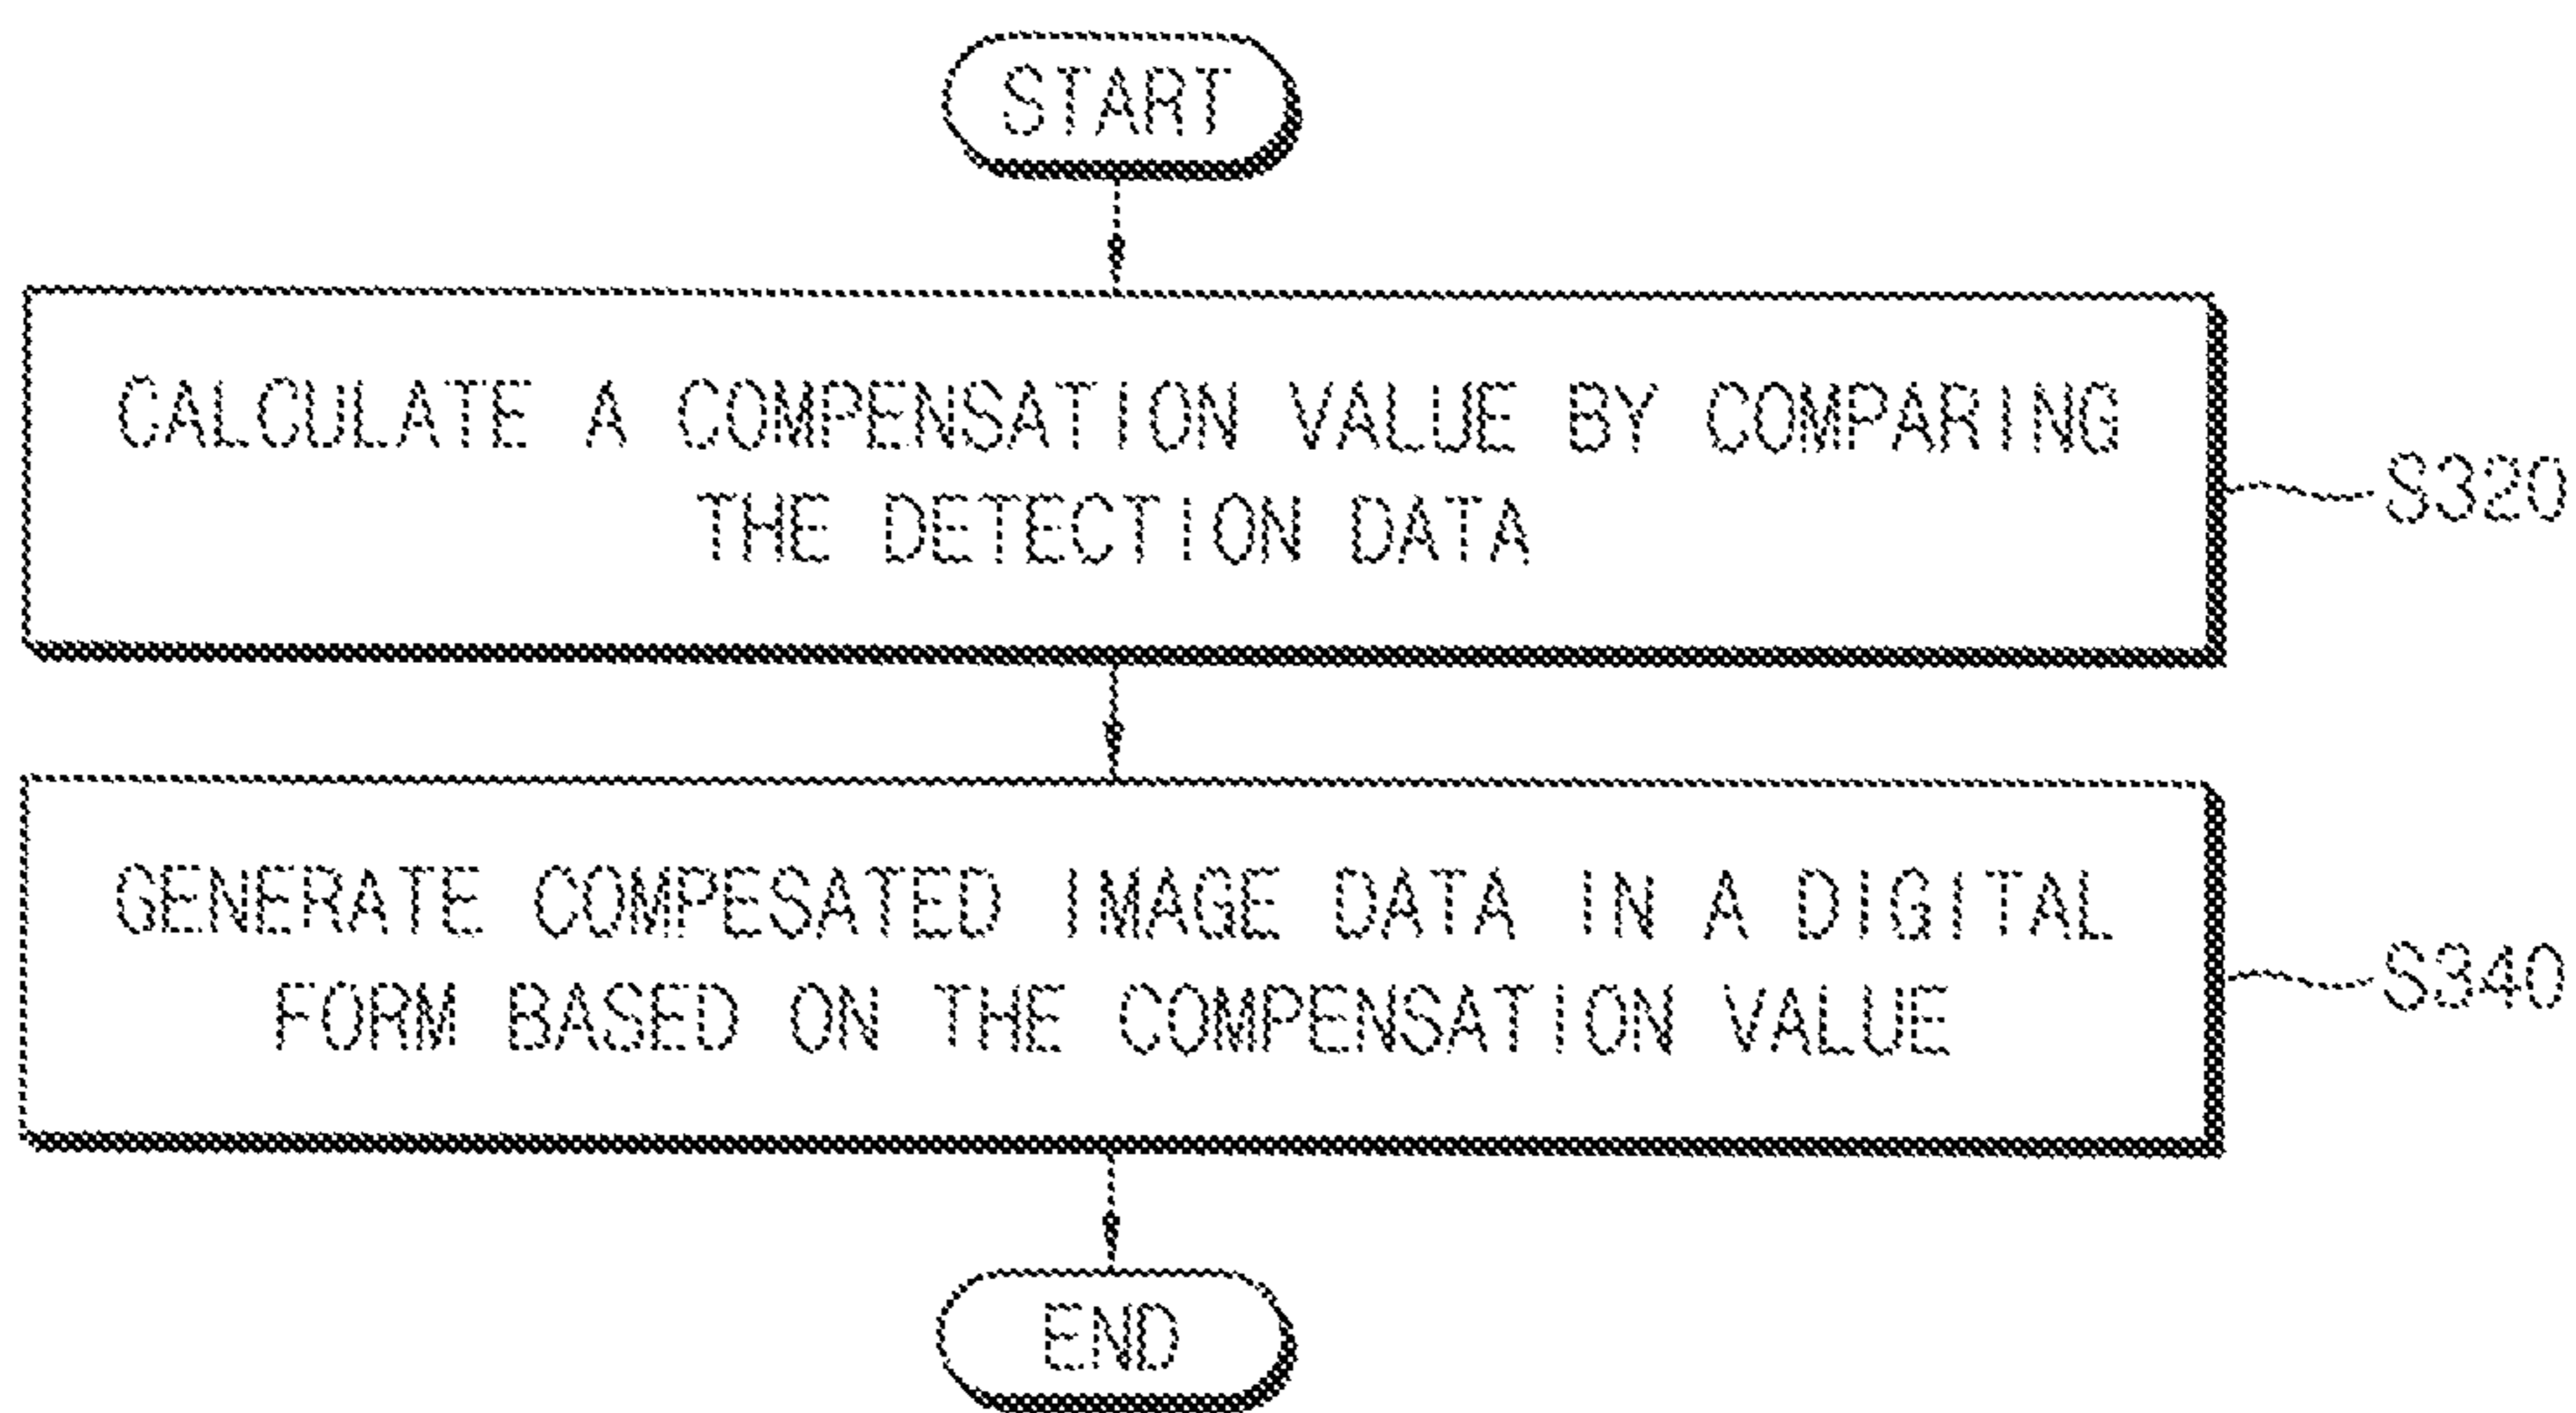 START
CALCULATE A COMPENSATION VALUE BY COMPARING
THE DETECTION DATA
S320
GENERATE COMPESATED IMAGE DATA IN A DIGITAL
FORM BASED ON THE COMPENSATION VALUE
S340
END